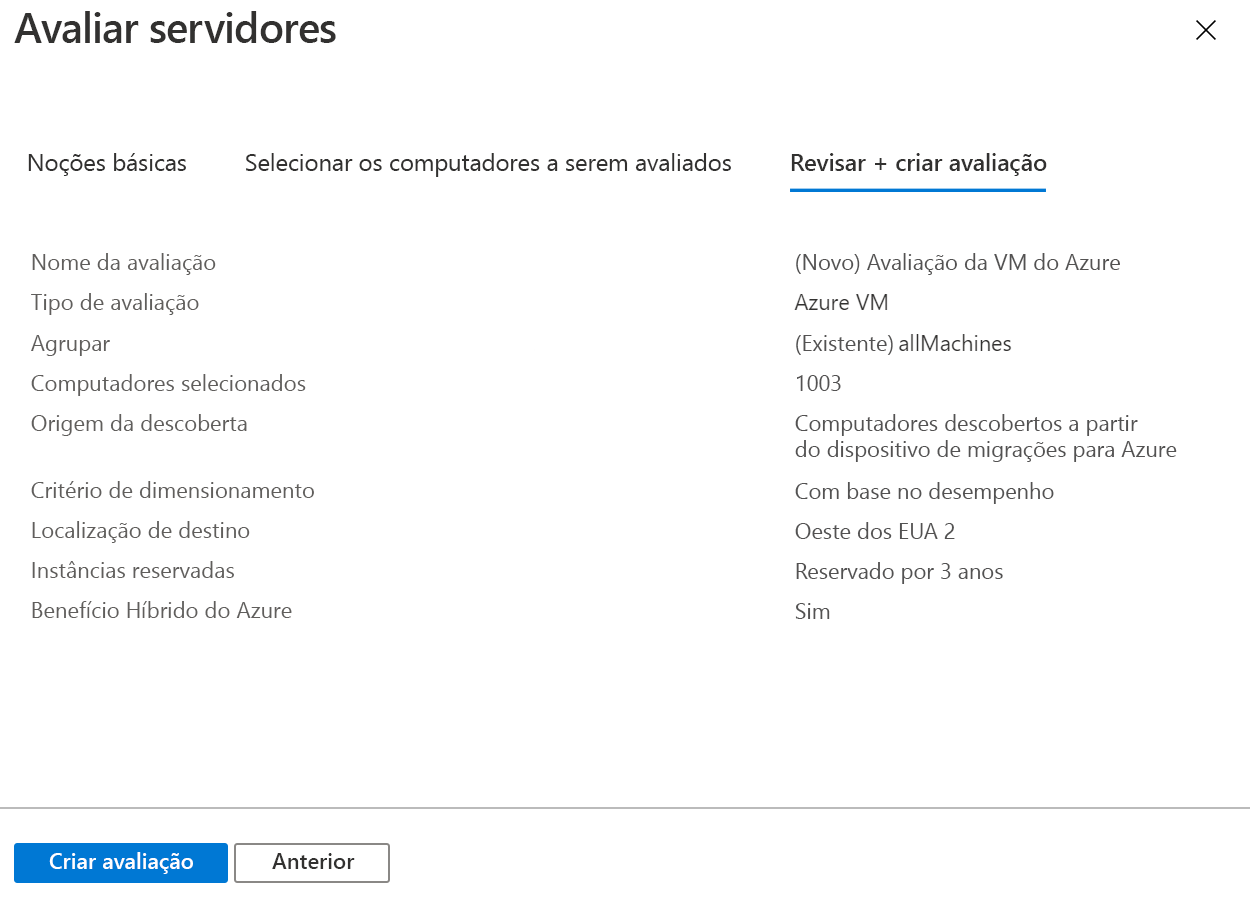 Avaliar servidores
Noções básicas Selecionar os computadores a serem avaliados Revisar + criar avaliação
Nome da avaliação (Novo) Avaliação da VM do Azure
Tipo de avaliação Azure VM
Agrupar (Existente) allMachines
Computadores selecionados 1003
Origem da descoberta Computadores descobertos a partir
do dispositivo de migrações para Azure
Critério de dimensionamento Com base no desempenho
Localização de destino Oeste dos EUA 2
Instâncias reservadas Reservado por 3 anos
Benefício Híbrido do Azure Sim
Criar avaliação Anterior